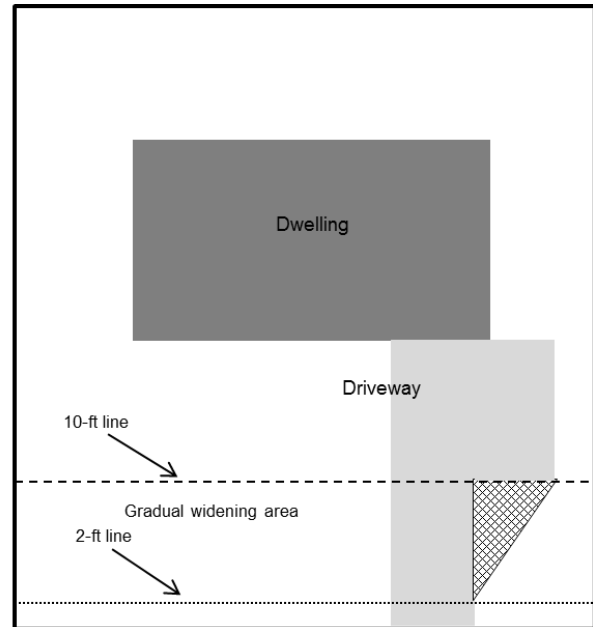 Dwelling
Driveway
10-ft line
Gradual widening area
2-ft line